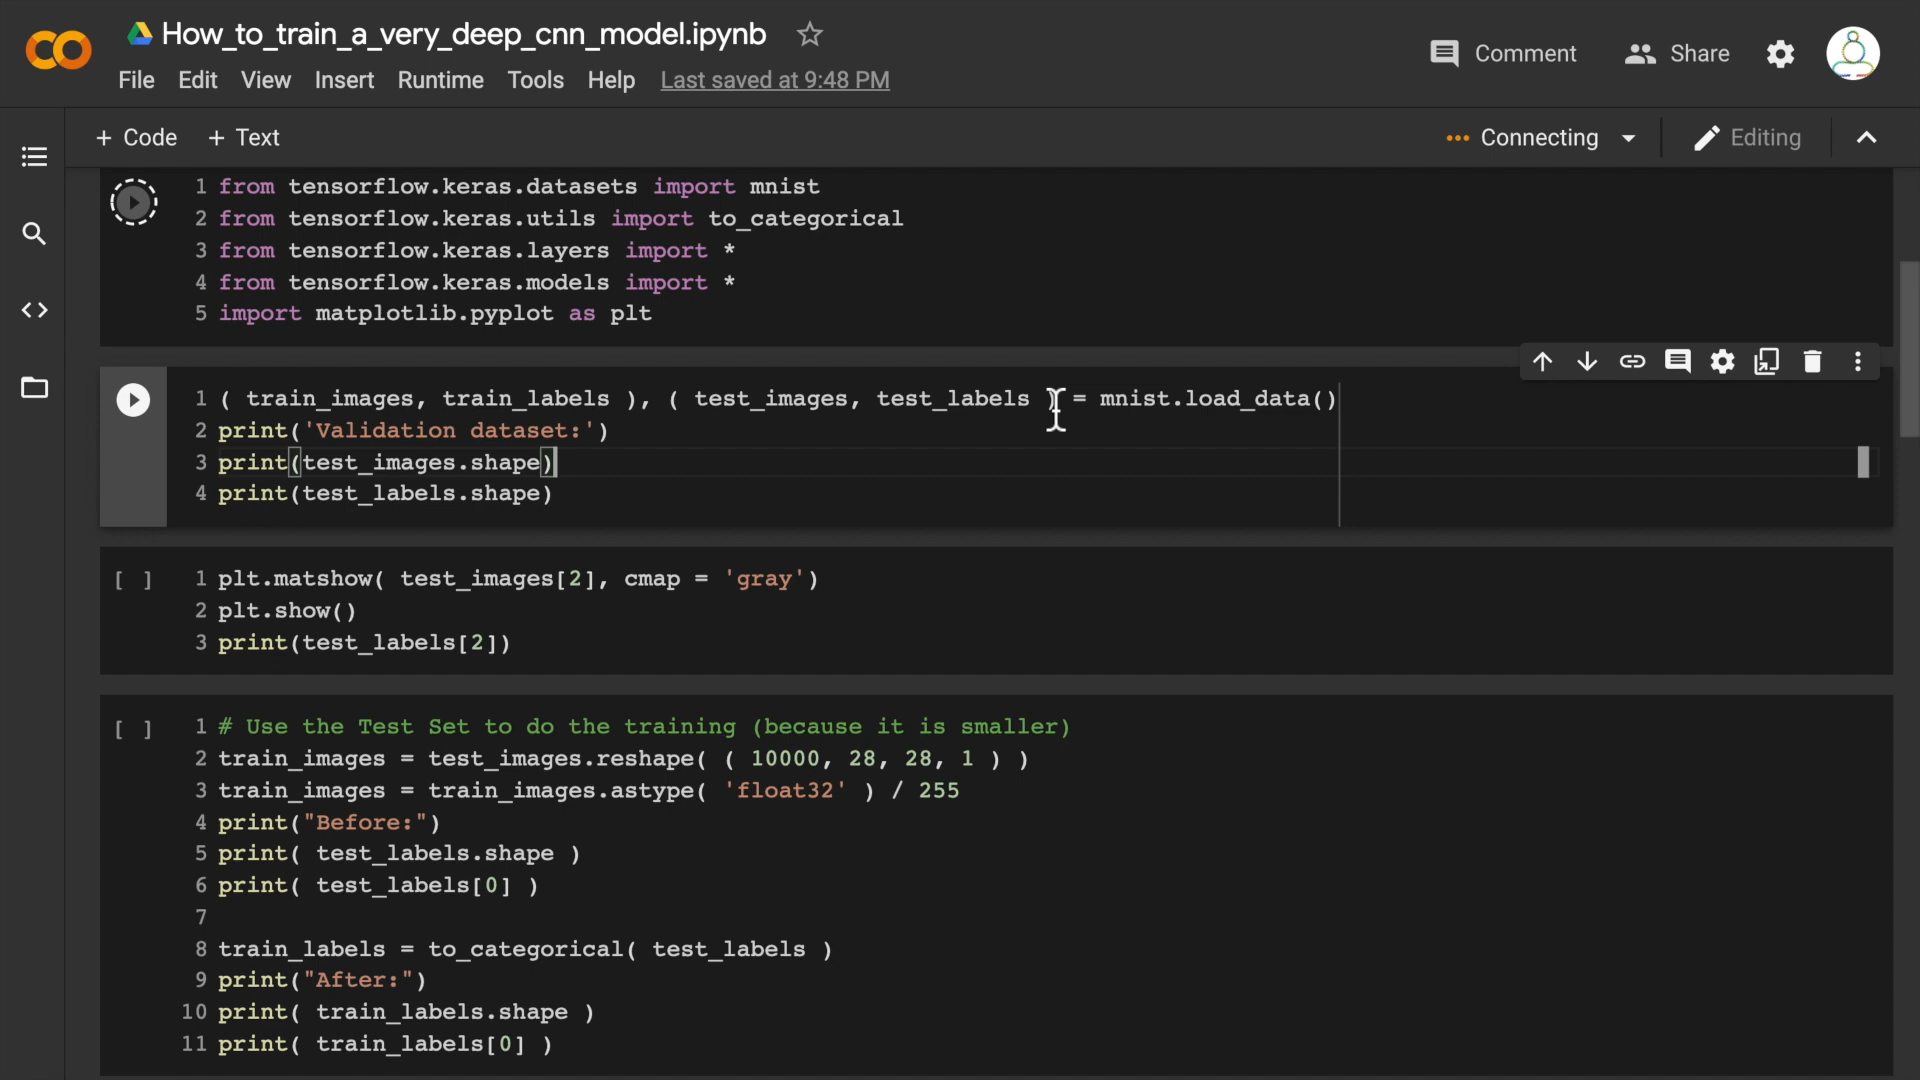 How_to_train_a_very_deep_cnn_model.ipynb
File Edit View Insert Runtime Tools Help Last saved at 9:48 PM
Comment Share
+ Code + Text
Connecting Editing
1 from tensorflow.keras.datasets import mnist
2 from tensorflow.keras.utils import to_categorical
3 from tensorflow.keras.layers import *
4 from tensorflow.keras.models import *
5 import matplotlib.pyplot as plt
1 ( train_images, train_labels ), ( test_images, test_labels ) = mnist.load_data()
2 print('Validation dataset:')
3 print(test_images.shape)
4 print(test_labels.shape)
[ ] 1 plt.matshow( test_images[2], cmap = 'gray')
2 plt.show()
3 print(test_labels[2])
[ ] 1 # Use the Test Set to do the training (because it is smaller)
2 train_images = test_images.reshape( ( 10000, 28, 28, 1 ) )
3 train_images = train_images.astype( 'float32' ) / 255
4 print("Before:")
5 print( test_labels.shape )
6 print( test_labels[0] )
7
8 train_labels = to_categorical( test_labels )
9 print("After:")
10 print( train_labels.shape )
11 print( train_labels[0] )